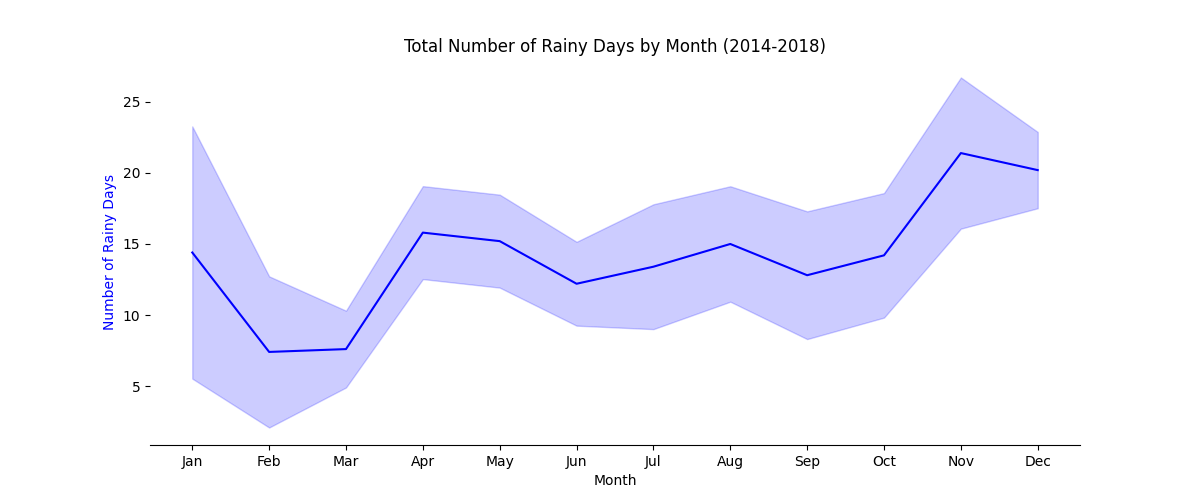 Total Number of Rainy Days by Month (2014-2018)
Number of Rainy Days
25
20
15
10
5
Jan Feb Mar Apr May Jun Jul Aug Sep Oct Nov Dec
Month